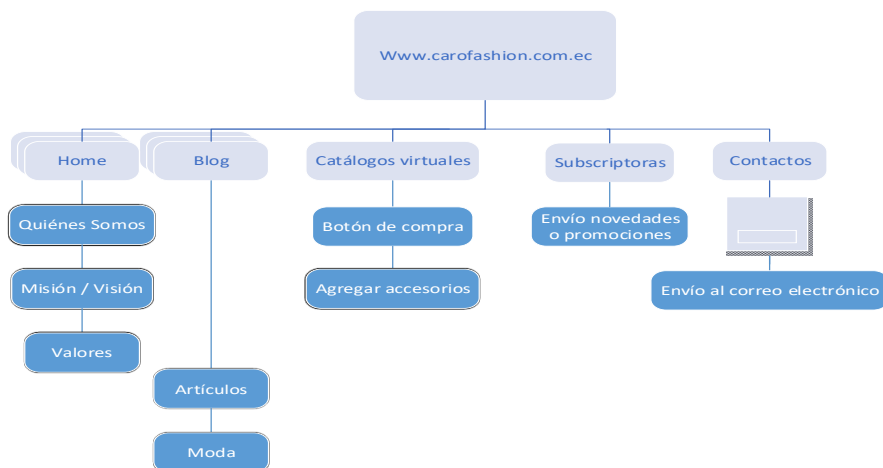 Www.carofashion.com.ec
Home
Blog
Catálogos virtuales
Subscriptoras
Contactos
Quiénes Somos
Botón de compra
Envío novedades
o promociones
Misión / Visión
Agregar accesorios
Envío al correo electrónico
Valores
Artículos
Moda